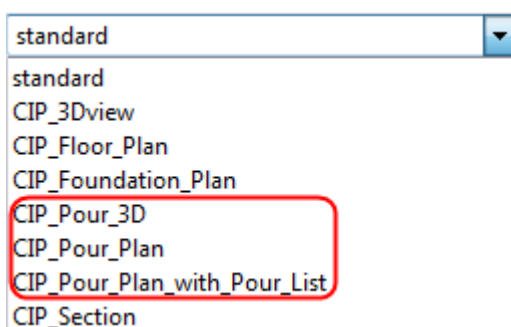 standard
standard
CIP_3Dview
CIP_Floor_Plan
CIP_Foundation_Plan
CIP_Pour_3D
CIP_Pour_Plan
CIP_Pour_Plan_with_Pour_List
CIP_Section